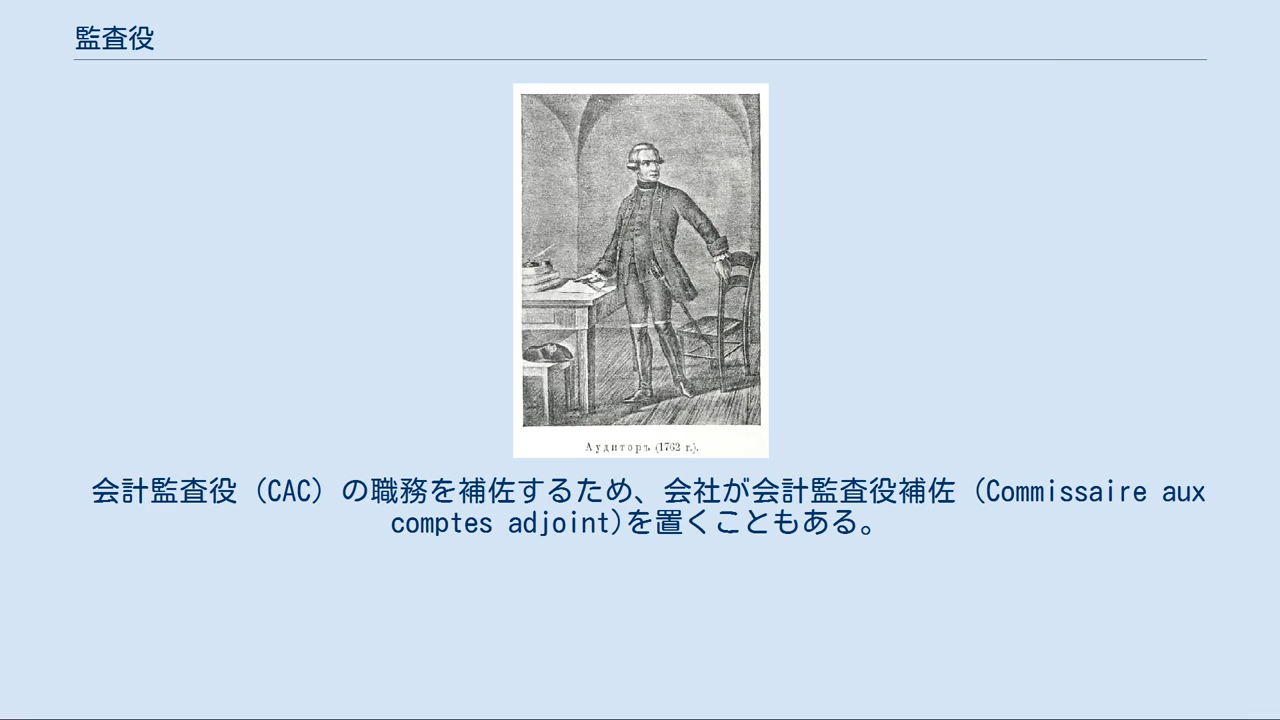 監査役
Аудиторъ (1762 г.).
会計監査役（CAC）の職務を補佐するため、会社が会計監査役補佐（Commissaire aux
comptes adjoint)を置くこともある。